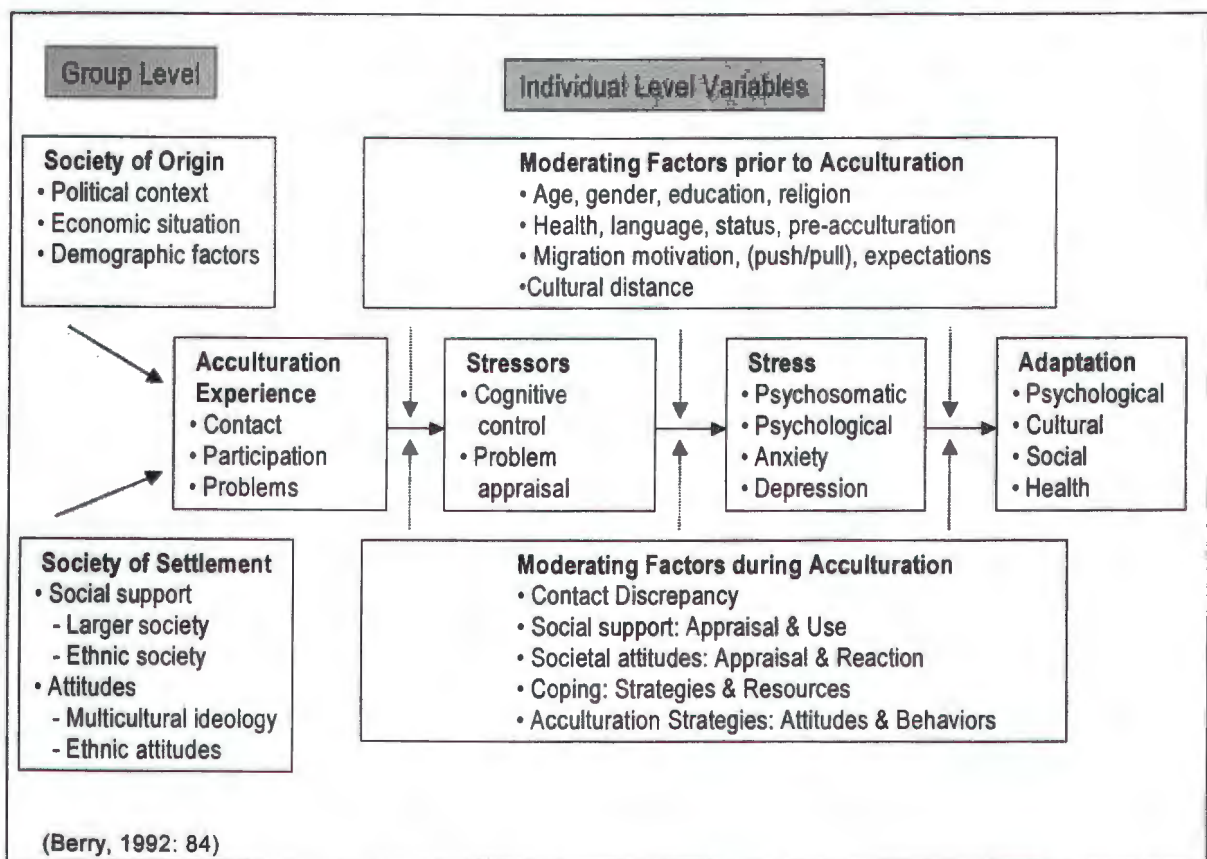 Group Level
Individual Level Variables
Society of Origin
• Political context
• Economic situation
• Demographic factors
Moderating Factors prior to Acculturation
• Age, gender, education, religion
• Health, language, status, pre-acculturation
• Migration motivation, (push/pull), expectations
•Cultural distance
Acculturation
Experience
• Contact
• Participation
• Problems
Stressors
• Cognitive
control
• Problem
appraisal
Stress
• Psychosomatic
• Psychological
• Anxiety
• Depression
Adaptation
• Psychological
• Cultural
• Social
• Health
Society of Settlement
• Social support
- Larger society
- Ethnic society
• Attitudes
- Multicultural ideology
- Ethnic attitudes
Moderating Factors during Acculturation
• Contact Discrepancy
• Social support: Appraisal & Use
• Societal attitudes: Appraisal & Reaction
• Coping: Strategies & Resources
• Acculturation Strategies: Attitudes & Behaviors
(Berry, 1992: 84)